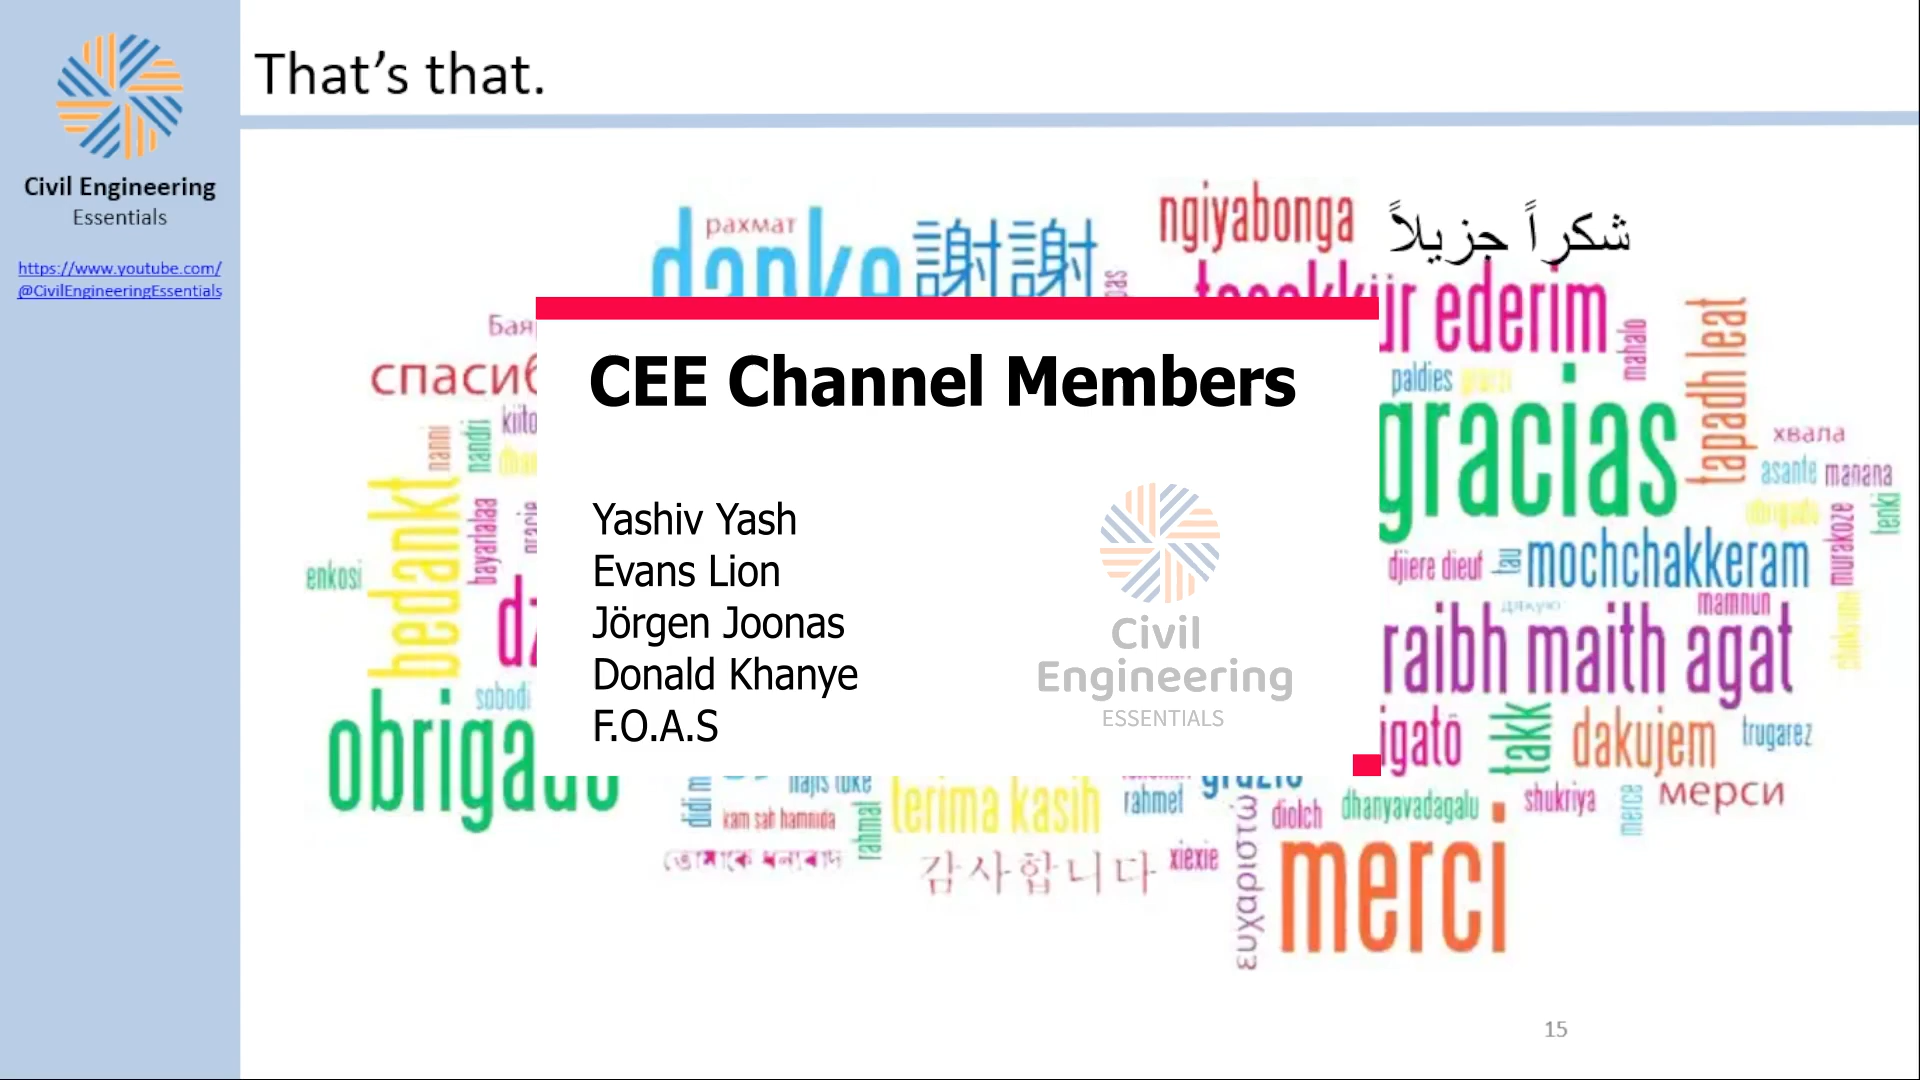 That's that.
Civil Engineering
Essentials
https://www.youtube.com/
@CivilEngineeringEssentials
рахмат
謝謝
ngiyabonga
شكراً جزيلاً
ederim
mahalo
tapadh leat
paldies
gracias
хвала
asante
manana
tenki
murakoze
djiere dieuf
tau
mochchakkeram
mamnun
raibh maith agat
takk
dakujem
trugarez
enkosi
nanni
nandri
bedankt
bayarlalaa
sobodi
CEE Channel Members
Yashiv Yash
Evans Lion
Jörgen Joonas
Donald Khanye
F.O.A.S
Civil
Engineering
ESSENTIALS
obrigado
kam sah hamnida
rahmat
terima kasih
rahmet
diolch
dhanyavadagalu
shukriya
merce
мерси
감사합니다
xiexie
ευχαριστώ
merci
15